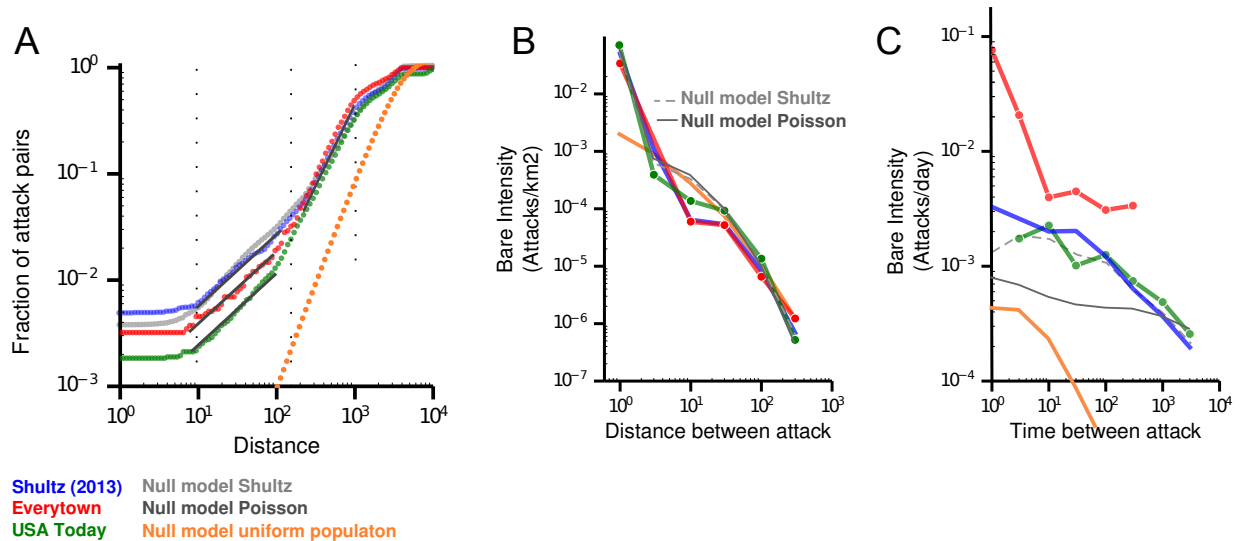 A
Fraction of attack pairs
10^0
10^-1
10^-2
10^-3
10^0 10^1 10^2 10^3 10^4
Distance
B
Bare Intensity
(Attacks/km2)
10^-2
10^-3
10^-4
10^-5
10^-6
10^-7
Null model Shultz
Null model Poisson
10^0 10^1 10^2 10^3
Distance between attack
C
Bare Intensity
(Attacks/day)
10^-1
10^-2
10^-3
10^-4
10^0 10^1 10^2 10^3 10^4
Time between attack
Shultz (2013) Null model Shultz
Everytown Null model Poisson
USA Today Null model uniform populaton